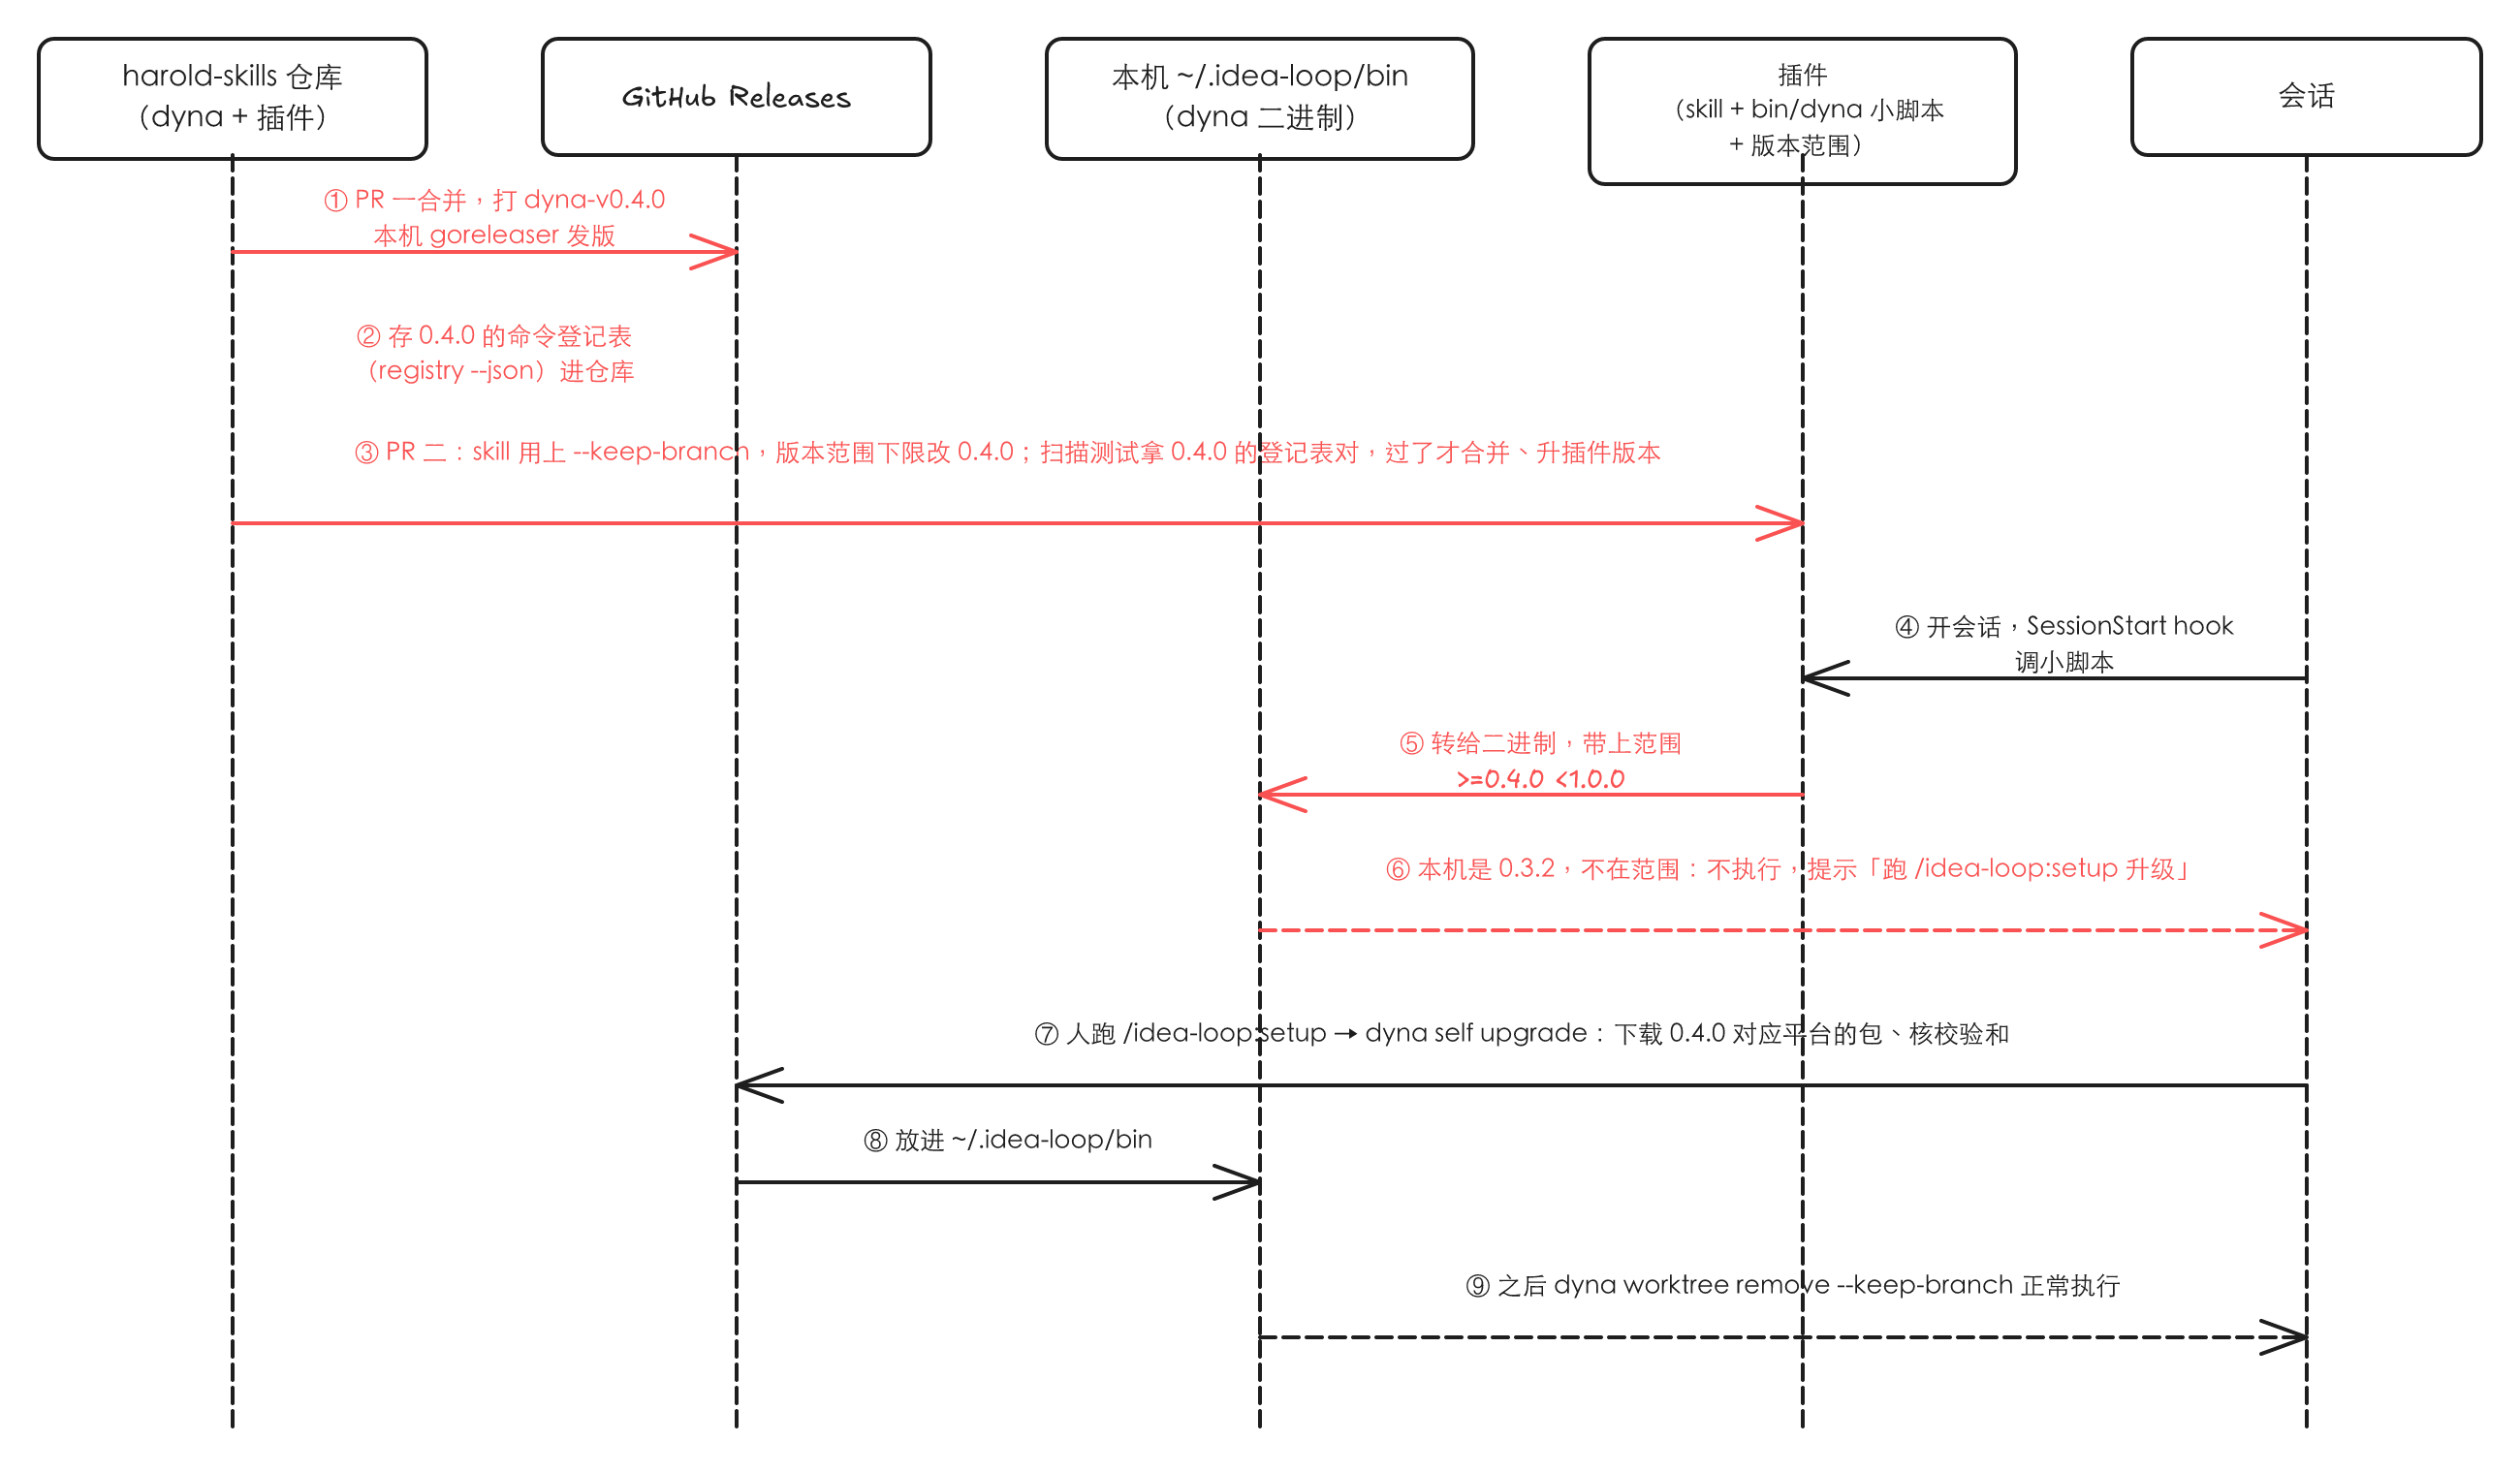 harold-skills 仓库
（dyna + 插件）
GitHub Releases
本机 ~/.idea-loop/bin
（dyna 二进制）
插件
（skill + bin/dyna 小脚本
+ 版本范围）
会话
① PR 一合并，打 dyna-v0.4.0
本机 goreleaser 发版
② 存 0.4.0 的命令登记表
（registry --json）进仓库
③ PR 二：skill 用上 --keep-branch，版本范围下限改 0.4.0；扫描测试拿 0.4.0 的登记表对，过了才合并、升插件版本
④ 开会话，SessionStart hook
调小脚本
⑤ 转给二进制，带上范围
>=0.4.0 <1.0.0
⑥ 本机是 0.3.2，不在范围：不执行，提示「跑 /idea-loop:setup 升级」
⑦ 人跑 /idea-loop:setup → dyna self upgrade：下载 0.4.0 对应平台的包、核校验和
⑧ 放进 ~/.idea-loop/bin
⑨ 之后 dyna worktree remove --keep-branch 正常执行